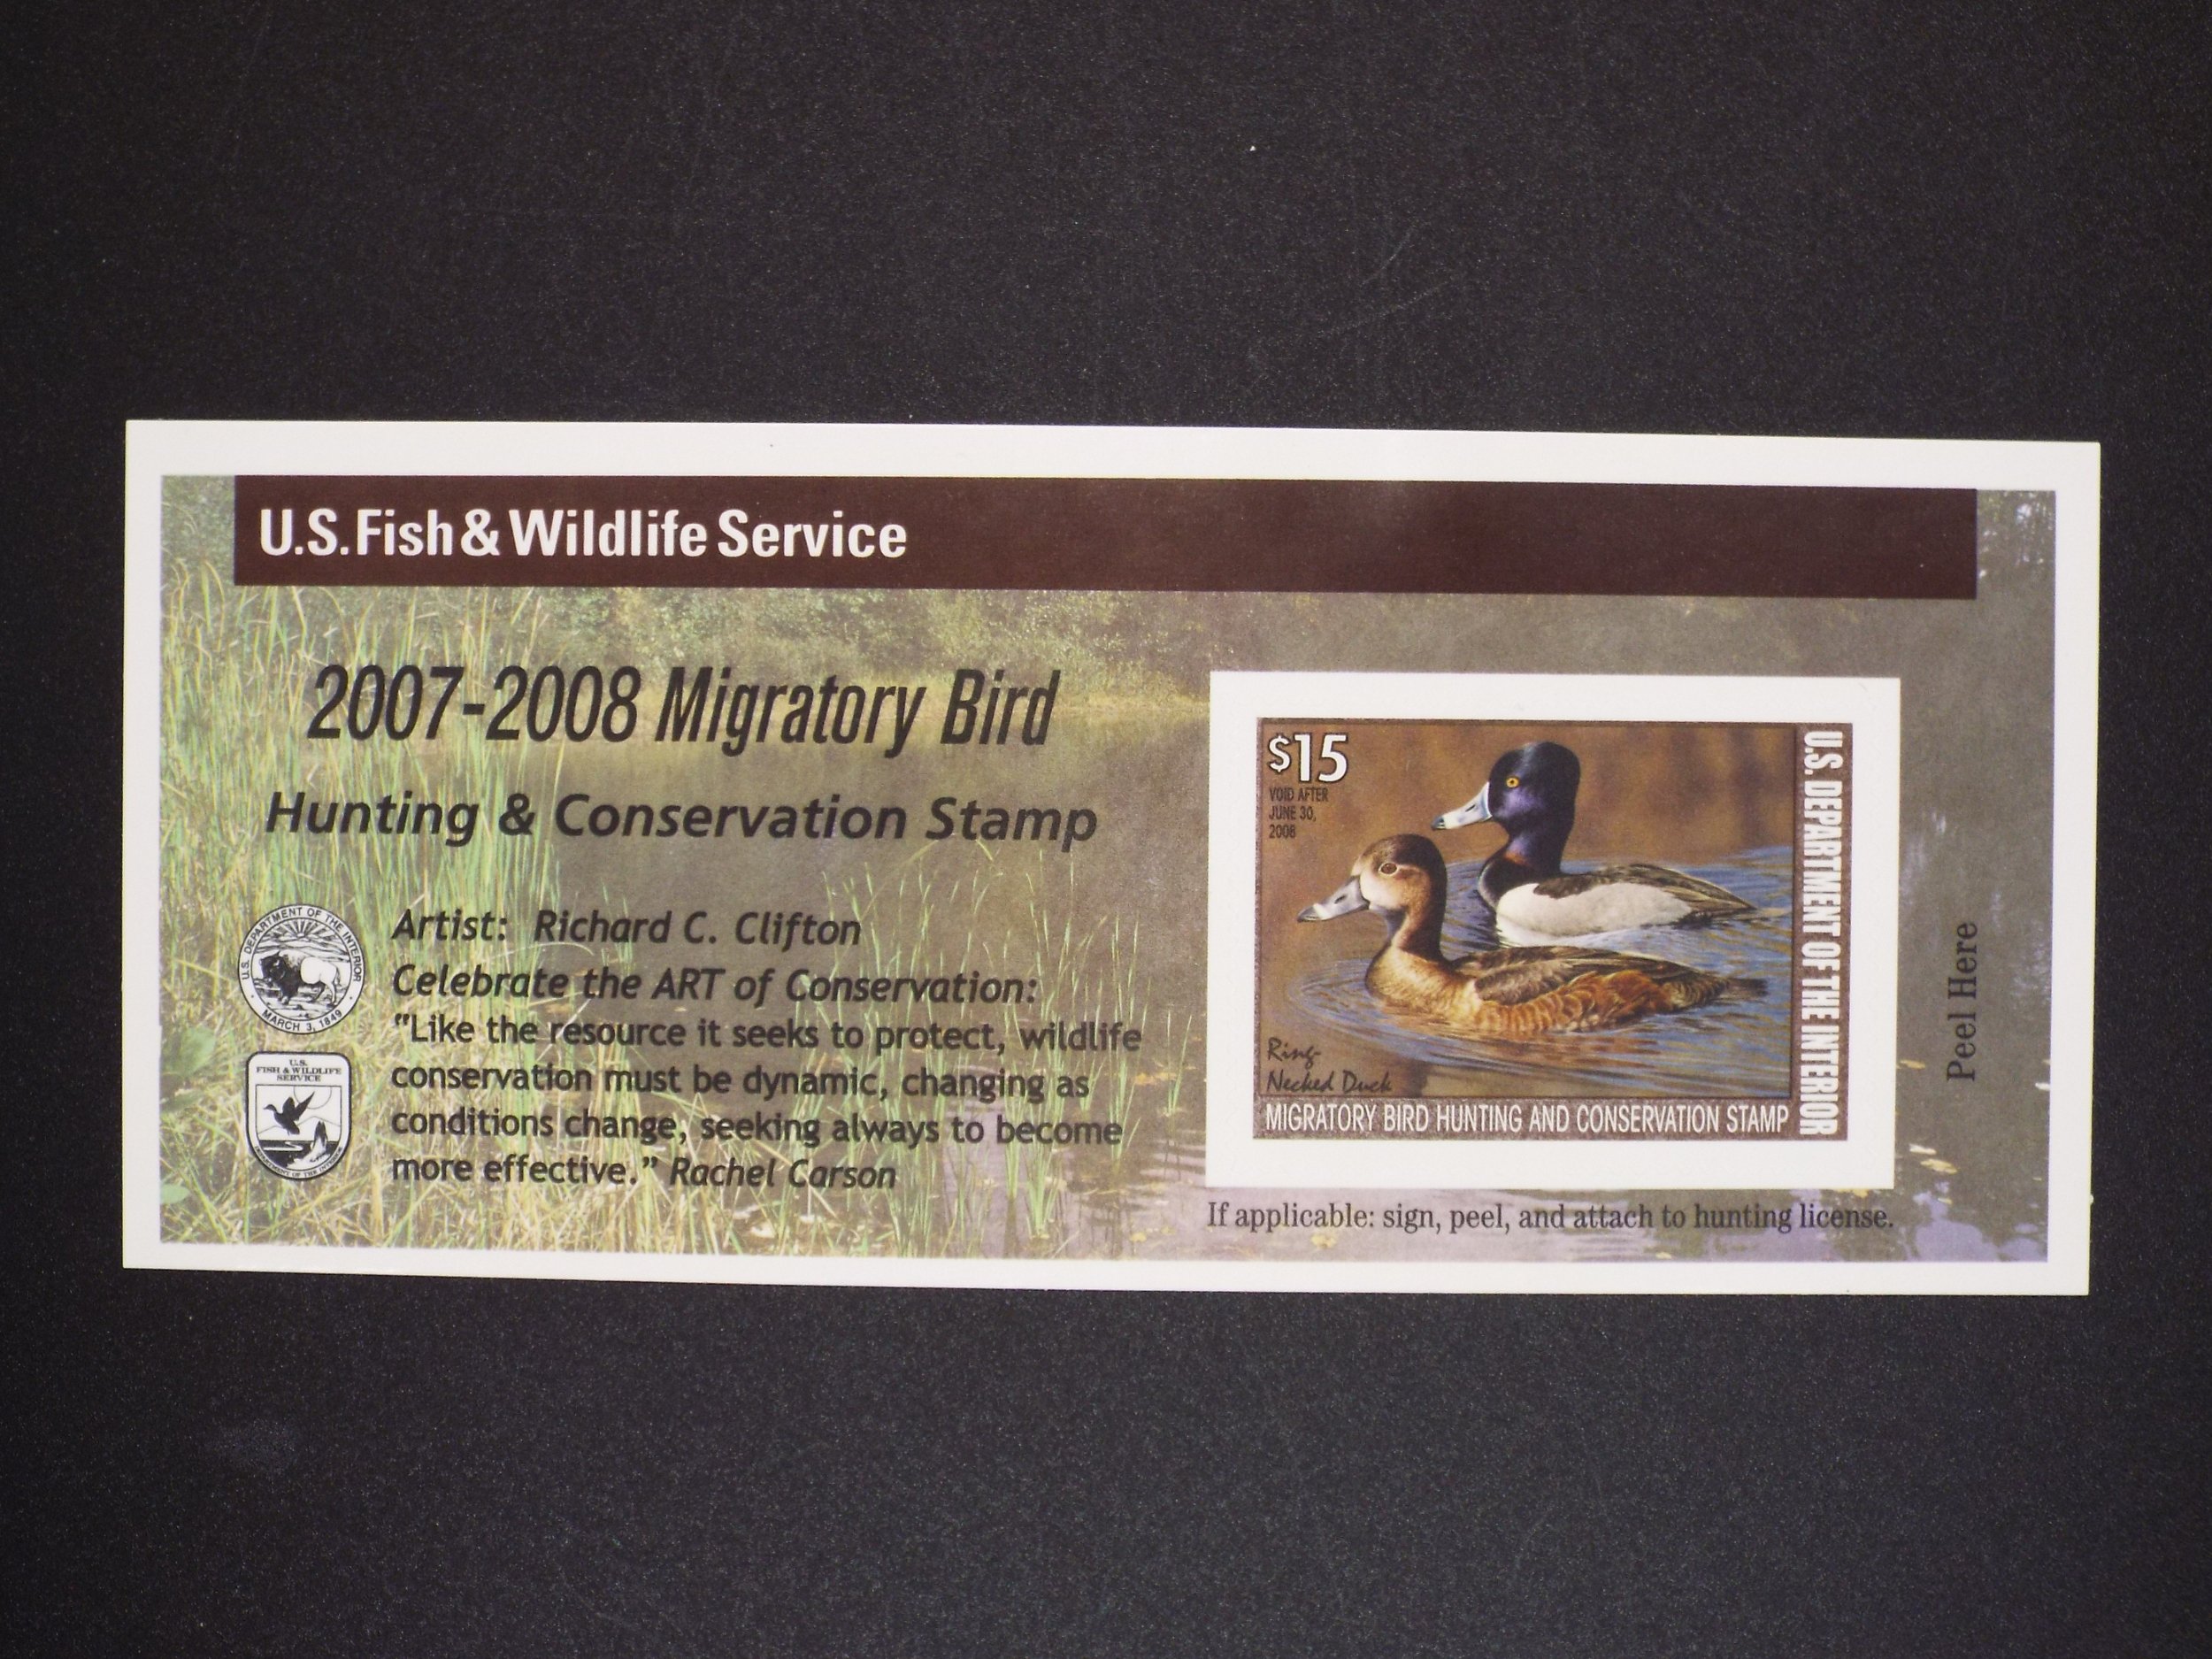 U.S. Fish & Wildlife Service
2007-2008 Migratory Bird
Hunting & Conservation Stamp
U.S. DEPARTMENT OF THE INTERIOR
MARCH 3, 1849
U.S.
FISH & WILDLIFE
SERVICE
DEPARTMENT OF THE INTERIOR
Artist: Richard C. Clifton
Celebrate the ART of Conservation:
"Like the resource it seeks to protect, wildlife
conservation must be dynamic, changing as
conditions change, seeking always to become
more effective." Rachel Carson
$15
VOID AFTER
JUNE 30,
2008
Ring-
Necked Duck
MIGRATORY BIRD HUNTING AND CONSERVATION STAMP
U.S. DEPARTMENT OF THE INTERIOR
If applicable: sign, peel, and attach to hunting license.
Peel Here